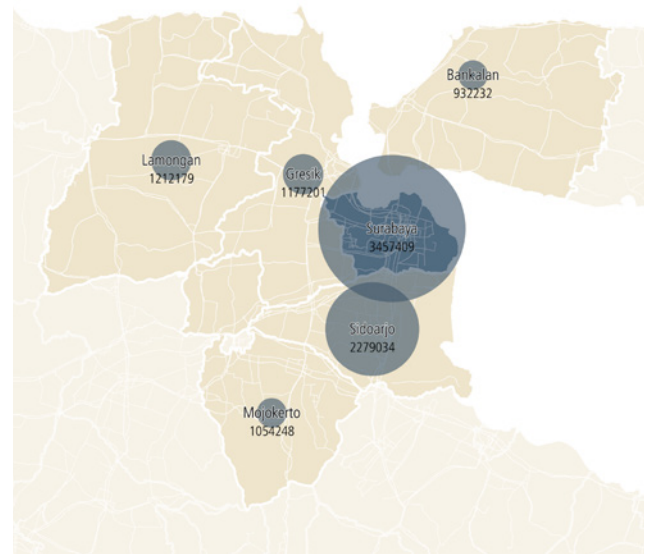 Bankalan
932232
Lamongan
1212179
Gresik
1177201
Surabaya
3457409
Sidoarjo
2279034
Mojokerto
1054248